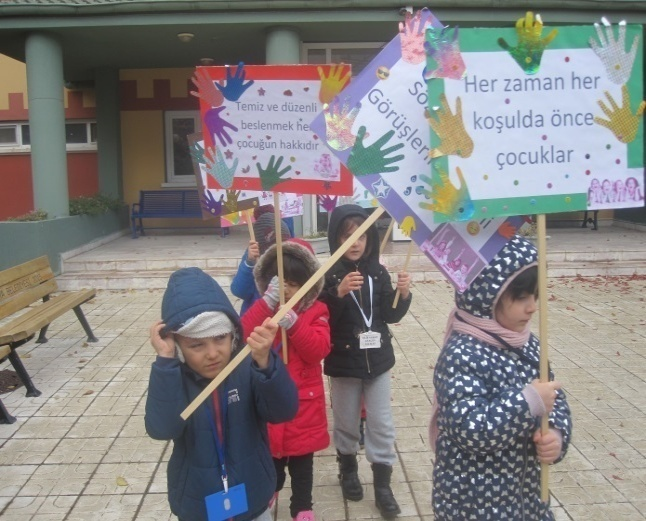 Temiz ve düzenli
beslenmek her
çocuğun hakkıdır
Görüşleri
Her zaman her
koşulda önce
çocuklar